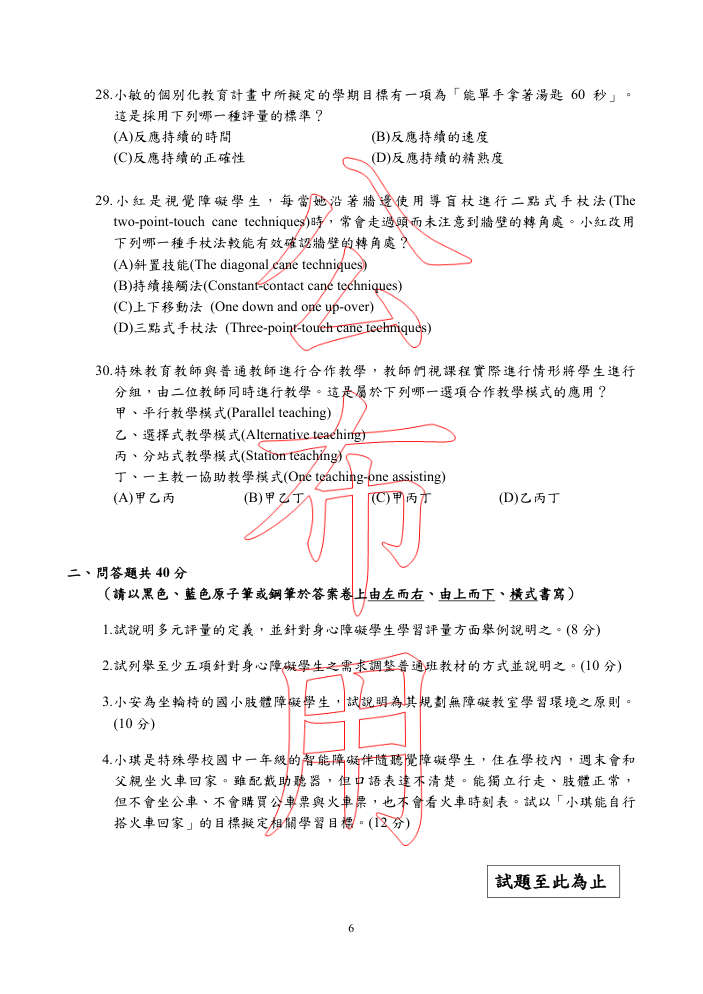 28.小敏的個別化教育計畫中所擬定的學期目標有一項為「能單手拿著湯匙 60 秒」。
這是採用下列哪一種評量的標準？
(A)反應持續的時間 (B)反應持續的速度
(C)反應持續的正確性 (D)反應持續的精熟度
29.小紅是視覺障礙學生，每當她沿著牆邊使用導盲杖進行二點式手杖法(The
two-point-touch cane techniques)時，常會走過頭而未注意到牆壁的轉角處。小紅改用
下列哪一種手杖法較能有效確認牆壁的轉角處？
(A)斜置技能(The diagonal cane techniques)
(B)持續接觸法(Constant-contact cane techniques)
(C)上下移動法 (One down and one up-over)
(D)三點式手杖法 (Three-point-touch cane techniques)
30.特殊教育教師與普通教師進行合作教學，教師們視課程實際進行情形將學生進行
分組，由二位教師同時進行教學。這是屬於下列哪一選項合作教學模式的應用？
甲、平行教學模式(Parallel teaching)
乙、選擇式教學模式(Alternative teaching)
丙、分站式教學模式(Station teaching)
丁、一主教一協助教學模式(One teaching-one assisting)
(A)甲乙丙 (B)甲乙丁 (C)甲丙丁 (D)乙丙丁
二、問答題共 40 分
（請以黑色、藍色原子筆或鋼筆於答案卷上由左而右、由上而下、橫式書寫）
1.試說明多元評量的定義，並針對身心障礙學生學習評量方面舉例說明之。(8 分)
2.試列舉至少五項針對身心障礙學生之需求調整普通班教材的方式並說明之。(10 分)
3.小安為坐輪椅的國小肢體障礙學生，試說明為其規劃無障礙教室學習環境之原則。
(10 分)
4.小琪是特殊學校國中一年級的智能障礙伴隨聽覺障礙學生，住在學校內，週末會和
父親坐火車回家。雖配戴助聽器，但口語表達不清楚。能獨立行走、肢體正常，
但不會坐公車、不會購買公車票與火車票，也不會看火車時刻表。試以「小琪能自行
搭火車回家」的目標擬定相關學習目標。(12 分)
試題至此為止
6
公
布
用